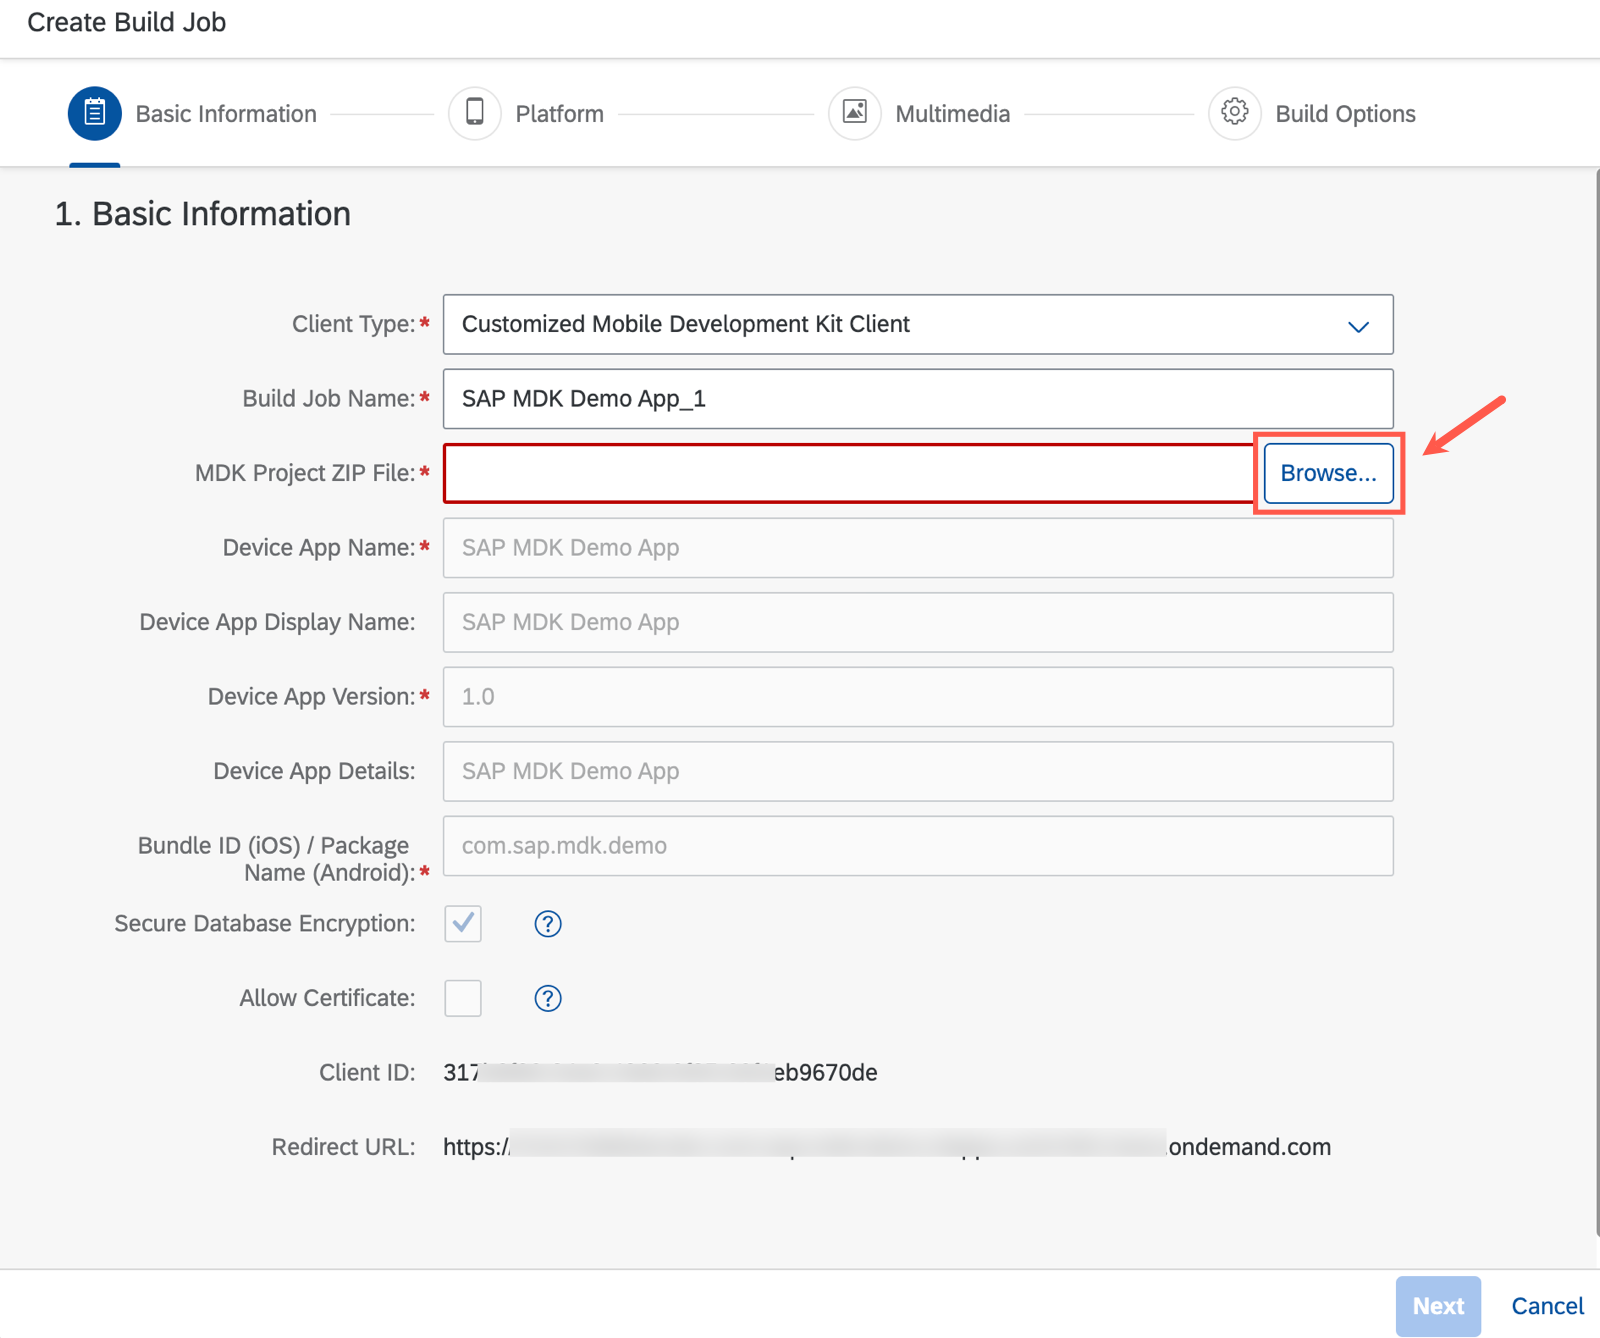 Create Build Job
Basic Information
Platform
Multimedia
Build Options
1. Basic Information
Client Type:*
Customized Mobile Development Kit Client
Build Job Name:*
SAP MDK Demo App_1
MDK Project ZIP File:*
Browse...
Device App Name:*
SAP MDK Demo App
Device App Display Name:
SAP MDK Demo App
Device App Version:*
1.0
Device App Details:
SAP MDK Demo App
Bundle ID (iOS) / Package
Name (Android):*
com.sap.mdk.demo
Secure Database Encryption:
?
Allow Certificate:
?
Client ID:
317 eb9670de
Redirect URL:
https:// .ondemand.com
Next
Cancel